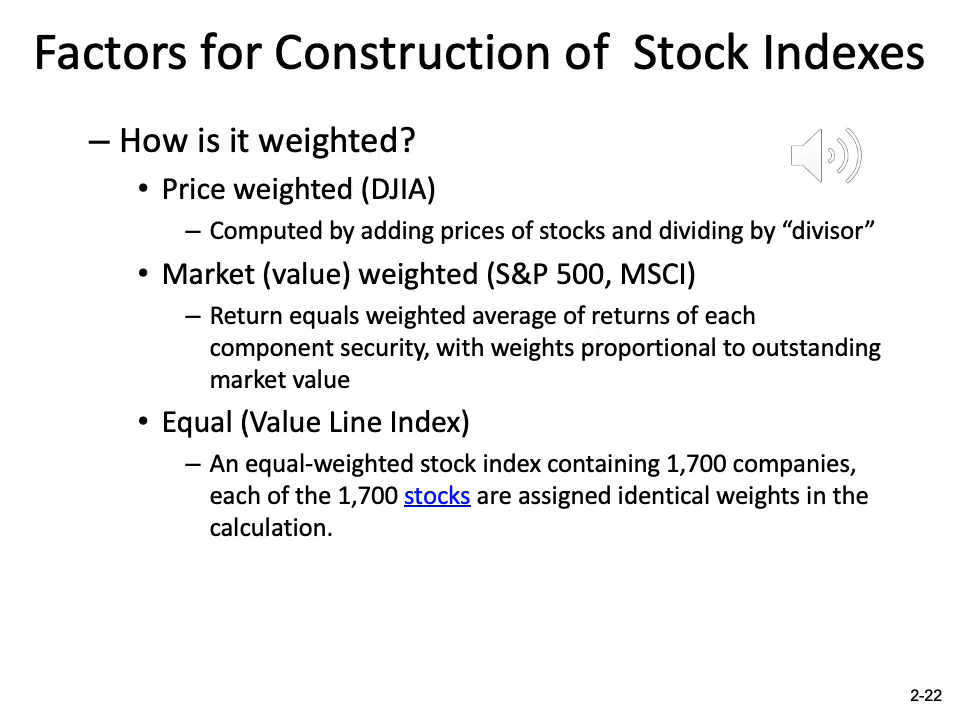 Factors for Construction of  Stock Indexes
– How is it weighted?
• Price weighted (DJIA)
– Computed by adding prices of stocks and dividing by “divisor”
• Market (value) weighted (S&P 500, MSCI)
– Return equals weighted average of returns of each
component security, with weights proportional to outstanding
market value
• Equal (Value Line Index)
– An equal-weighted stock index containing 1,700 companies,
each of the 1,700 stocks are assigned identical weights in the
calculation.
2-22